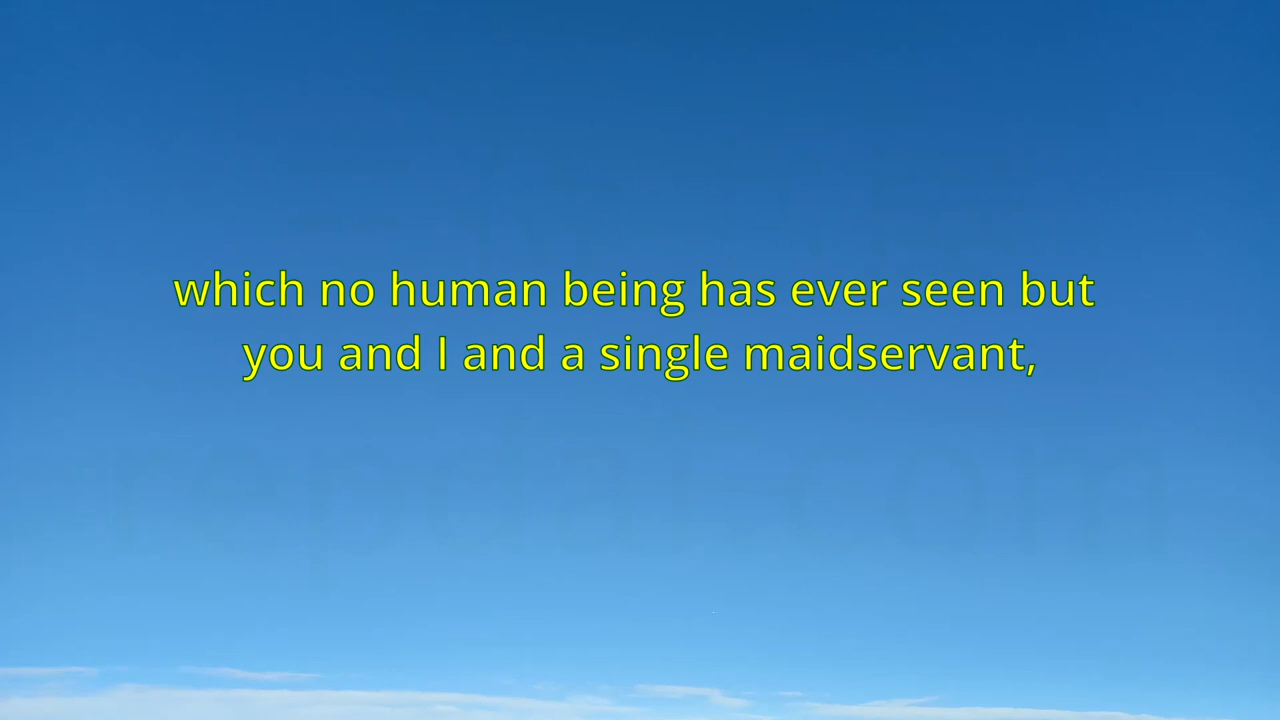 which no human being has ever seen but
you and I and a single maidservant,